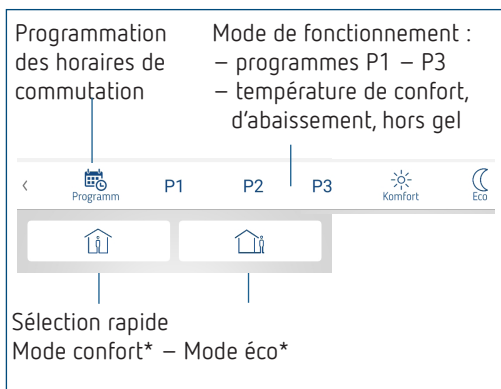 Programmation
des horaires de
commutation
Mode de fonctionnement :
– programmes P1 – P3
– température de confort,
d'abaissement, hors gel
Programm P1 P2 P3 Komfort Eco
Sélection rapide
Mode confort* – Mode éco*